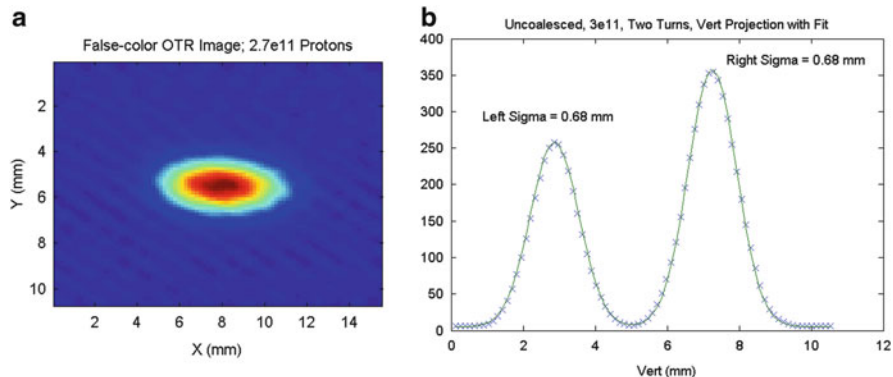 a
False-color OTR Image; 2.7e11 Protons
2
4
6
8
10
Y (mm)
2 4 6 8 10 12 14
X (mm)
b
Uncoalesced, 3e11, Two Turns, Vert Projection with Fit
400
350
300
250
200
150
100
50
0
Right Sigma = 0.68 mm
Left Sigma = 0.68 mm
0 2 4 6 8 10 12
Vert (mm)